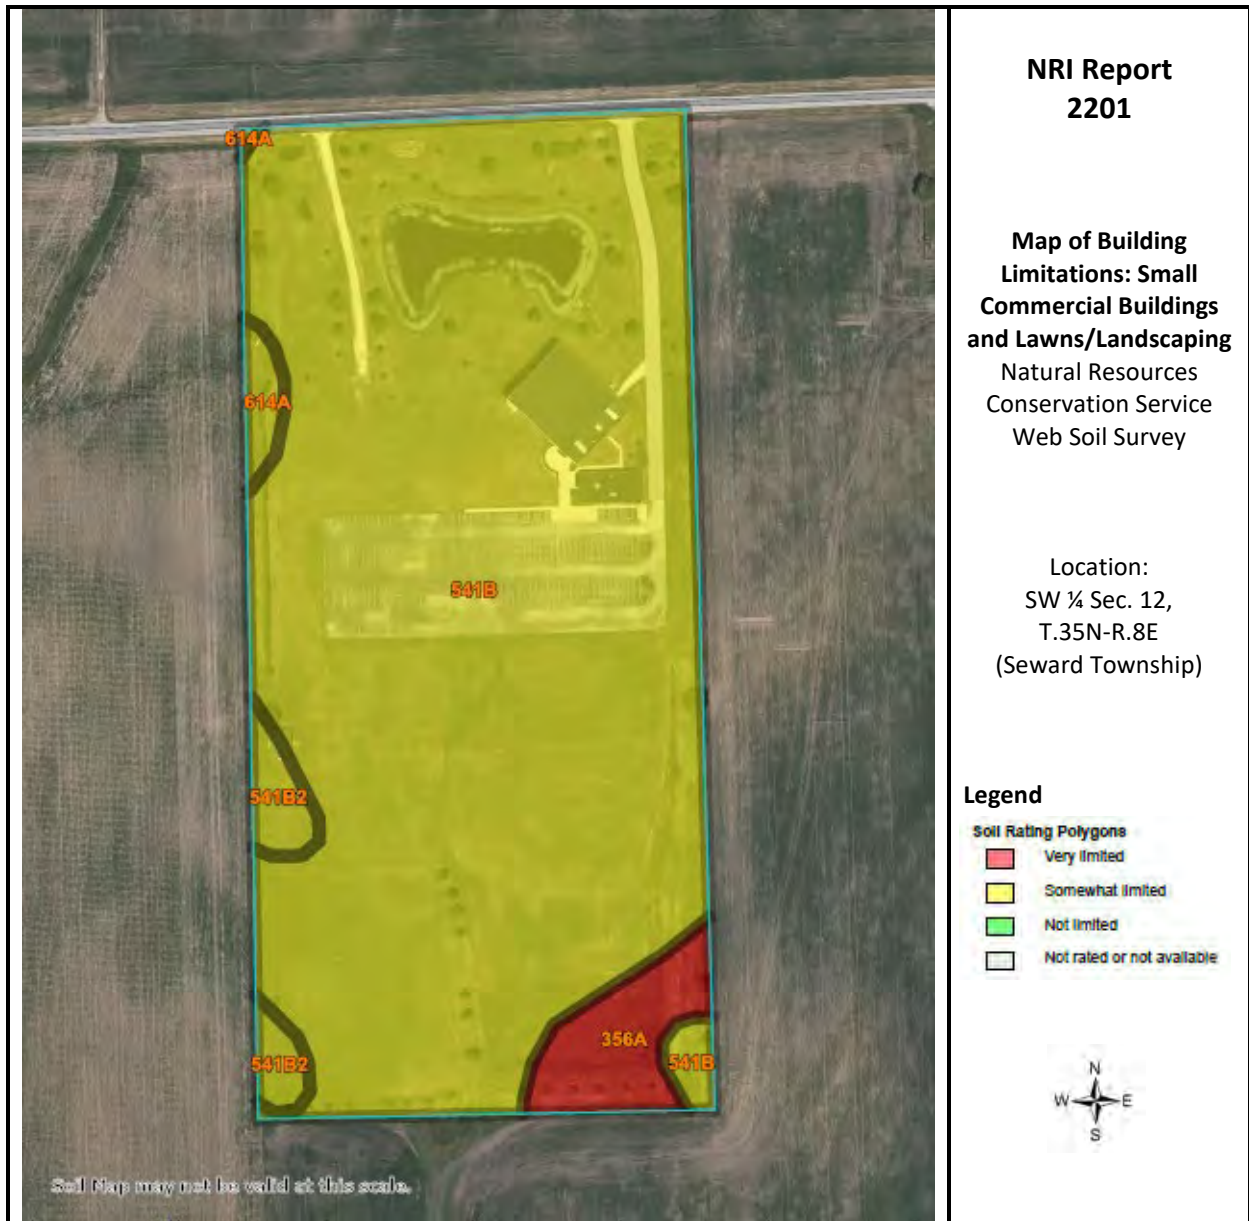 614A
614A
541B
541B2
541B2
356A
541B
Soil Map may not be valid at this scale.
NRI Report
2201
Map of Building
Limitations: Small
Commercial Buildings
and Lawns/Landscaping
Natural Resources
Conservation Service
Web Soil Survey
Location:
SW ¼ Sec. 12,
T.35N-R.8E
(Seward Township)
Legend
Soil Rating Polygons
Very limited
Somewhat limited
Not limited
Not rated or not available
N
W E
S